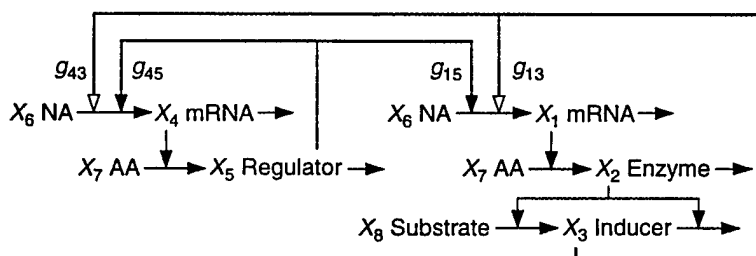 g43 g45 g15 g13
X6 NA X4 mRNA X6 NA X1 mRNA
X7 AA X5 Regulator X7 AA X2 Enzyme
X8 Substrate X3 Inducer